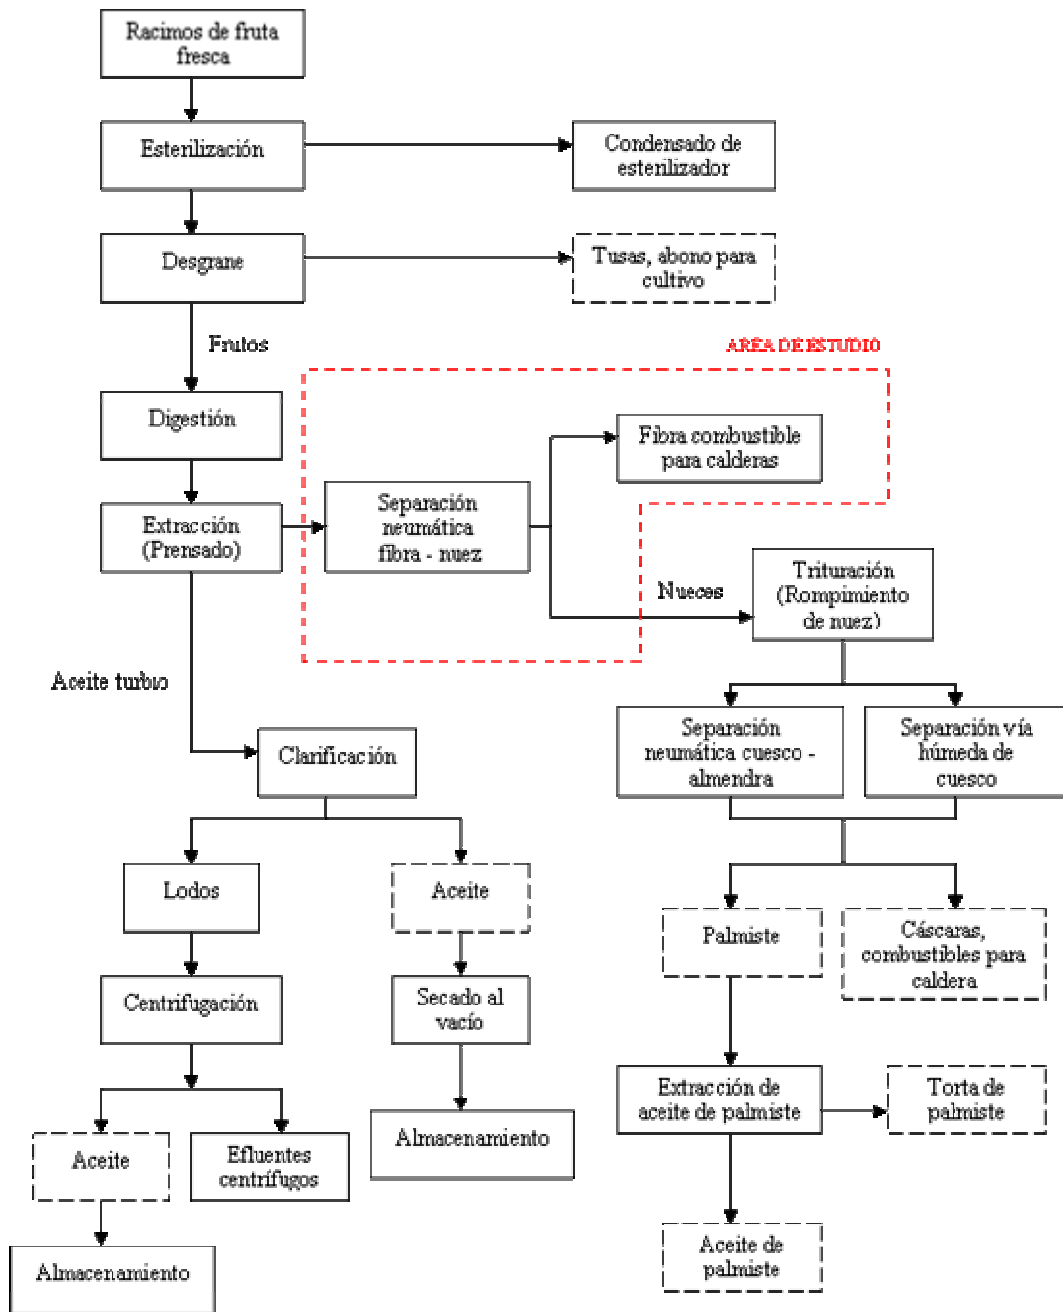 Racimos de fruta
fresca
Esterilización
Condensado de
esterilizador
Desgrane
Tusas, abono para
cultivo
Frutos
AREA DE ESTUDIO
Digestión
Fibra combustible
para calderas
Extracción
(Prensado)
Separación
neumática
fibra - nuez
Nueces
Trituración
(Rompimiento
de nuez)
Aceite turbio
Clarificación
Separación
neumática cuesco -
almendra
Separación vía
húmeda de
cuesco
Lodos
Aceite
Palmiste
Cáscaras,
combustibles para
caldera
Centrifugación
Secado al
vacío
Extracción de
aceite de palmiste
Torta de
palmiste
Aceite
Efluentes
centrífugos
Almacenamiento
Almacenamiento
Aceite de
palmiste